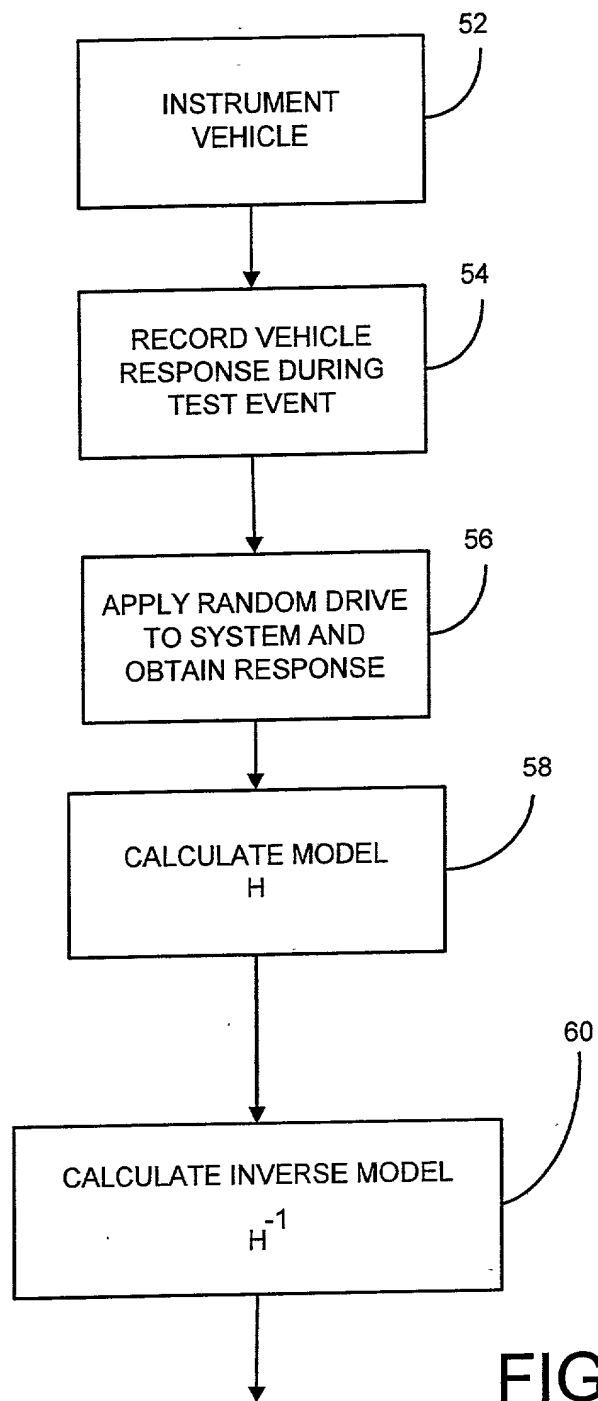 52
INSTRUMENT
VEHICLE
54
RECORD VEHICLE
RESPONSE DURING
TEST EVENT
56
APPLY RANDOM DRIVE
TO SYSTEM AND
OBTAIN RESPONSE
58
CALCULATE MODEL
H
60
CALCULATE INVERSE MODEL
H-1
FIG